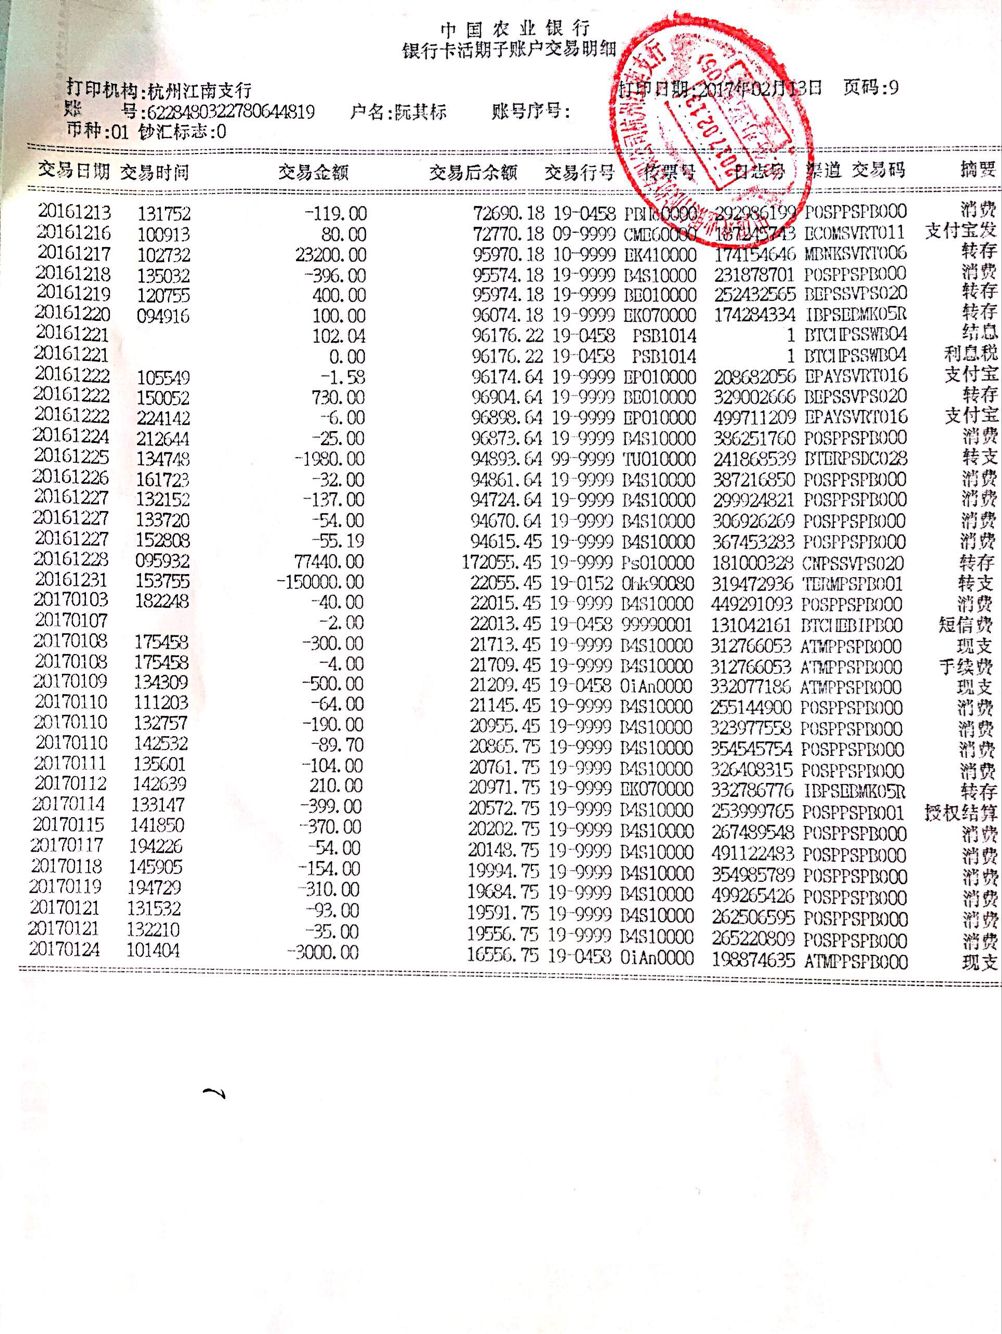 中国农业银行
银行卡活期子账户交易明细
打印机构:杭州江南支行 打印日期:2017年02月13日 页码:9
账 号:6228480322780644819 户名:阮其标 账号序号:
币种:01 钞汇标志:0
交易日期 交易时间 交易金额 交易后余额 交易行号 传票号 日志号 渠道 交易码 摘要
20161213 131752 -119.00 72690.18 19-0458 292986199 POSPPSPB000 消费
20161216 100913 80.00 72770.18 09-9999 CME60000 ECOMSVRT011 支付宝发
20161217 102732 23200.00 95970.18 10-9999 EK410000 174154646 MBNKSVRT006 转存
20161218 135032 -396.00 95574.18 19-9999 B4S10000 231878701 POSPPSPB000 消费
20161219 120755 400.00 95974.18 19-9999 BE010000 252432565 BEPSSVPS020 转存
20161220 094916 100.00 96074.18 19-9999 EK070000 174284334 IBPSEBMK05R 转存
20161221 102.04 96176.22 19-0458 PSB1014 1 BTCHPSSWB04 结息
20161221 0.00 96176.22 19-0458 PSB1014 1 BTCHPSSWB04 利息税
20161222 105549 -1.58 96174.64 19-9999 EP010000 208682056 EPAYSVRT016 支付宝
20161222 150052 730.00 96904.64 19-9999 BE010000 329002666 BEPSSVPS020 转存
20161222 224142 -6.00 96898.64 19-9999 EP010000 499711209 EPAYSVRT016 支付宝
20161224 212644 -25.00 96873.64 19-9999 B4S10000 386251760 POSPPSPB000 消费
20161225 134748 -1980.00 94893.64 99-9999 TU010000 241868539 BTERPSDC028 转支
20161226 161723 -32.00 94861.64 19-9999 B4S10000 387216850 POSPPSPB000 消费
20161227 132152 -137.00 94724.64 19-9999 B4S10000 299924821 POSPPSPB000 消费
20161227 133720 -54.00 94670.64 19-9999 B4S10000 306926269 POSPPSPB000 消费
20161227 152808 -55.19 94615.45 19-9999 B4S10000 367453283 POSPPSPB000 消费
20161228 095932 77440.00 172055.45 19-9999 Ps010000 181000328 CNPSSVPS020 转存
20161231 153755 -150000.00 22055.45 19-0152 Ohk90080 319472936 TERMPSPB001 转支
20170103 182248 -40.00 22015.45 19-9999 B4S10000 449291093 POSPPSPB000 消费
20170107 -2.00 22013.45 19-0458 99990001 131042161 BTCHEBIPB00 短信费
20170108 175458 -300.00 21713.45 19-9999 B4S10000 312766053 ATMPPSPB000 现支
20170108 175458 -4.00 21709.45 19-9999 B4S10000 312766053 ATMPPSPB000 手续费
20170109 134309 -500.00 21209.45 19-0458 OiAn0000 332077186 ATMPPSPB000 现支
20170110 111203 -64.00 21145.45 19-9999 B4S10000 255144900 POSPPSPB000 消费
20170110 132757 -190.00 20955.45 19-9999 B4S10000 323977558 POSPPSPB000 消费
20170110 142532 -89.70 20865.75 19-9999 B4S10000 354545754 POSPPSPB000 消费
20170111 135601 -104.00 20761.75 19-9999 B4S10000 326408315 POSPPSPB000 消费
20170112 142639 210.00 20971.75 19-9999 EK070000 332786776 IBPSEBMK05R 转存
20170114 133147 -399.00 20572.75 19-9999 B4S10000 253999765 POSPPSPB001 授权结算
20170115 141850 -370.00 20202.75 19-9999 B4S10000 267489548 POSPPSPB000 消费
20170117 194226 -54.00 20148.75 19-9999 B4S10000 491122483 POSPPSPB000 消费
20170118 145905 -154.00 19994.75 19-9999 B4S10000 354985789 POSPPSPB000 消费
20170119 194729 -310.00 19684.75 19-9999 B4S10000 499265426 POSPPSPB000 消费
20170121 131532 -93.00 19591.75 19-9999 B4S10000 262506595 POSPPSPB000 消费
20170121 132210 -35.00 19556.75 19-9999 B4S10000 265220809 POSPPSPB000 消费
20170124 101404 -3000.00 16556.75 19-0458 OiAn0000 198874635 ATMPPSPB000 现支
2017.02.13